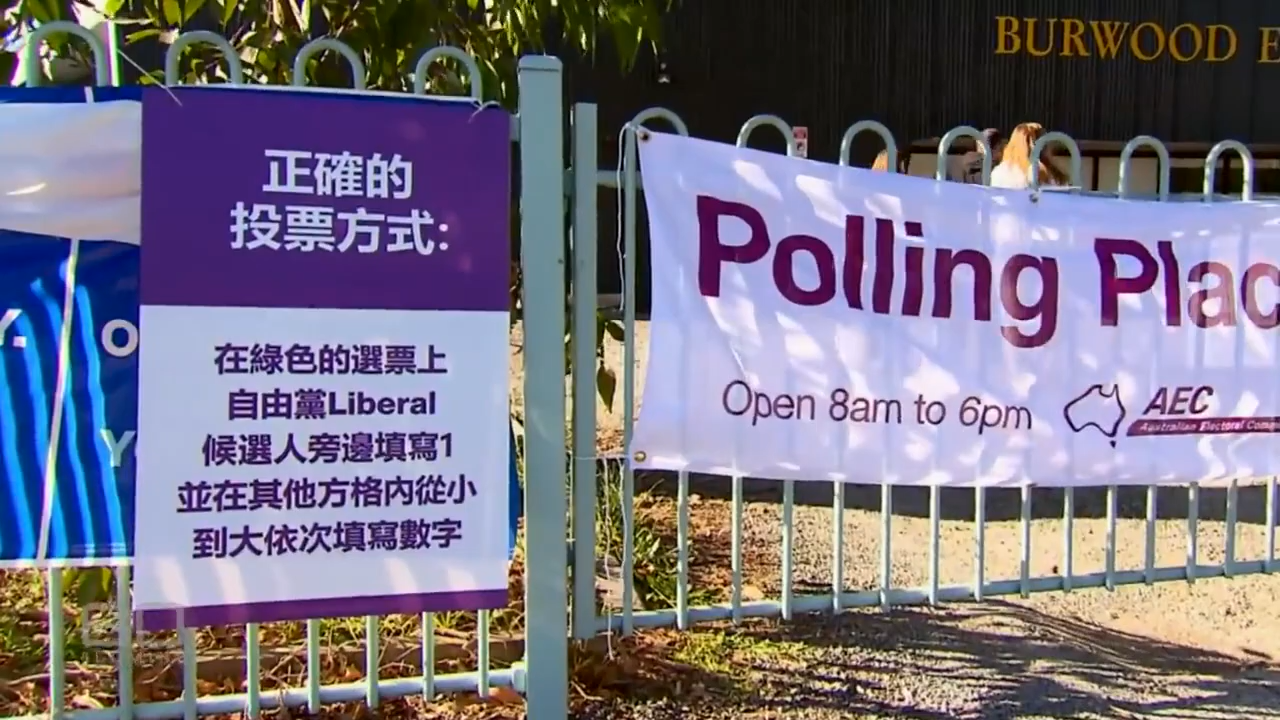 正確的
投票方式:
在綠色的選票上
自由黨Liberal
候選人旁邊填寫1
並在其他方格內從小
到大依次填寫數字
BURWOOD E
Polling Plac
Open 8am to 6pm
AEC
Australian Electoral Com
Y. O
Y